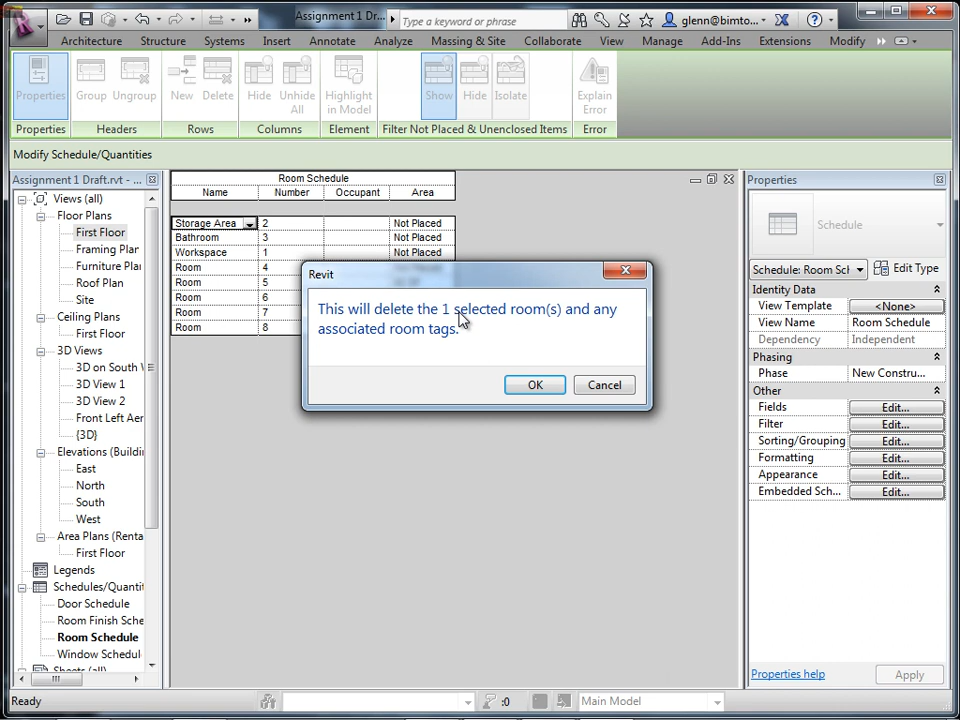 Assignment 1 Dr...
Type a keyword or phrase
glenn@bimto...
Architecture Structure Systems Insert Annotate Analyze Massing & Site Collaborate View Manage Add-Ins Extensions Modify
Properties Group Ungroup New Delete Hide Unhide All Highlight in Model Show Hide Isolate Explain Error
Properties Headers Rows Columns Element Filter Not Placed & Unenclosed Items Error
Modify Schedule/Quantities
Assignment 1 Draft.rvt - ...
Views (all)
Floor Plans
First Floor
Framing Plan
Furniture Pla
Roof Plan
Site
Ceiling Plans
First Floor
3D Views
3D on South W
3D View 1
3D View 2
Front Left Aer
{3D}
Elevations (Buildin
East
North
South
West
Area Plans (Renta
First Floor
Legends
Schedules/Quantit
Door Schedule
Room Finish Sche
Room Schedule
Window Schedul
Sheets (all)
Room Schedule
Name Number Occupant Area
Storage Area 2 Not Placed
Bathroom 3 Not Placed
Workspace 1 Not Placed
Room 4
Room 5
Room 6
Room 7
Room 8
Revit
This will delete the 1 selected room(s) and any
associated room tags.
OK Cancel
Properties
Schedule
Schedule: Room Sch Edit Type
Identity Data
View Template <None>
View Name Room Schedule
Dependency Independent
Phasing
Phase New Constru...
Other
Fields Edit...
Filter Edit...
Sorting/Grouping Edit...
Formatting Edit...
Appearance Edit...
Embedded Sch... Edit...
Properties help Apply
Ready :0 Main Model